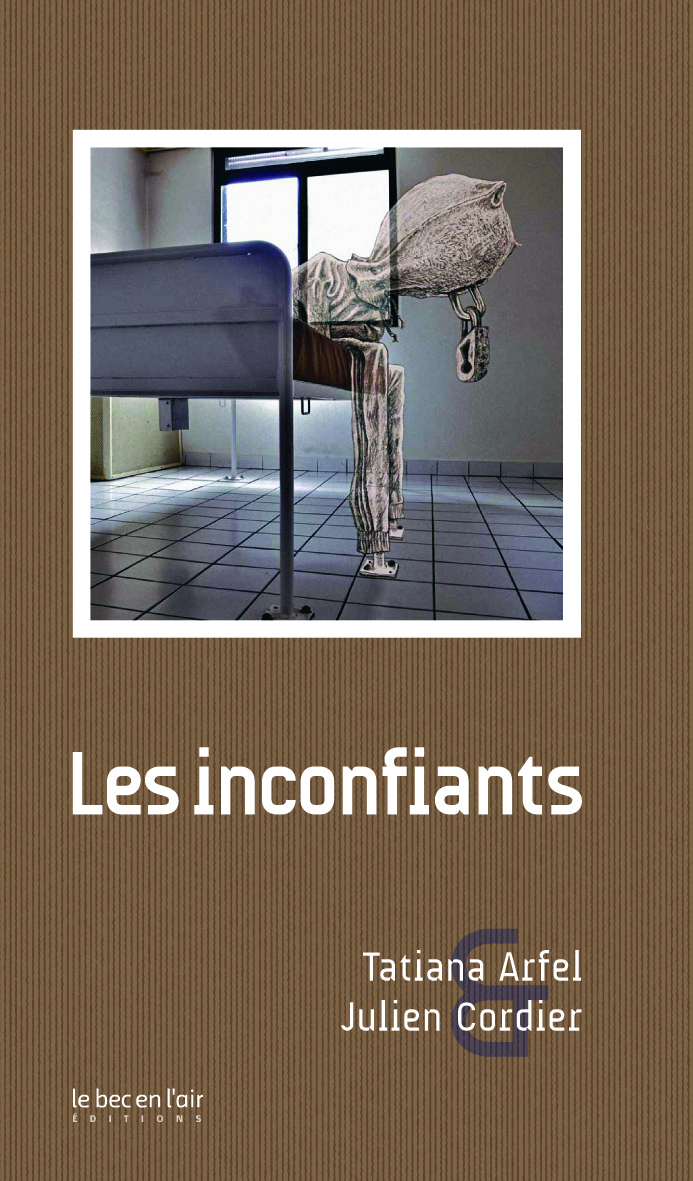 Les inconfiants
&
Tatiana Arfel
Julien Cordier
le bec en l'air
ÉDITIONS